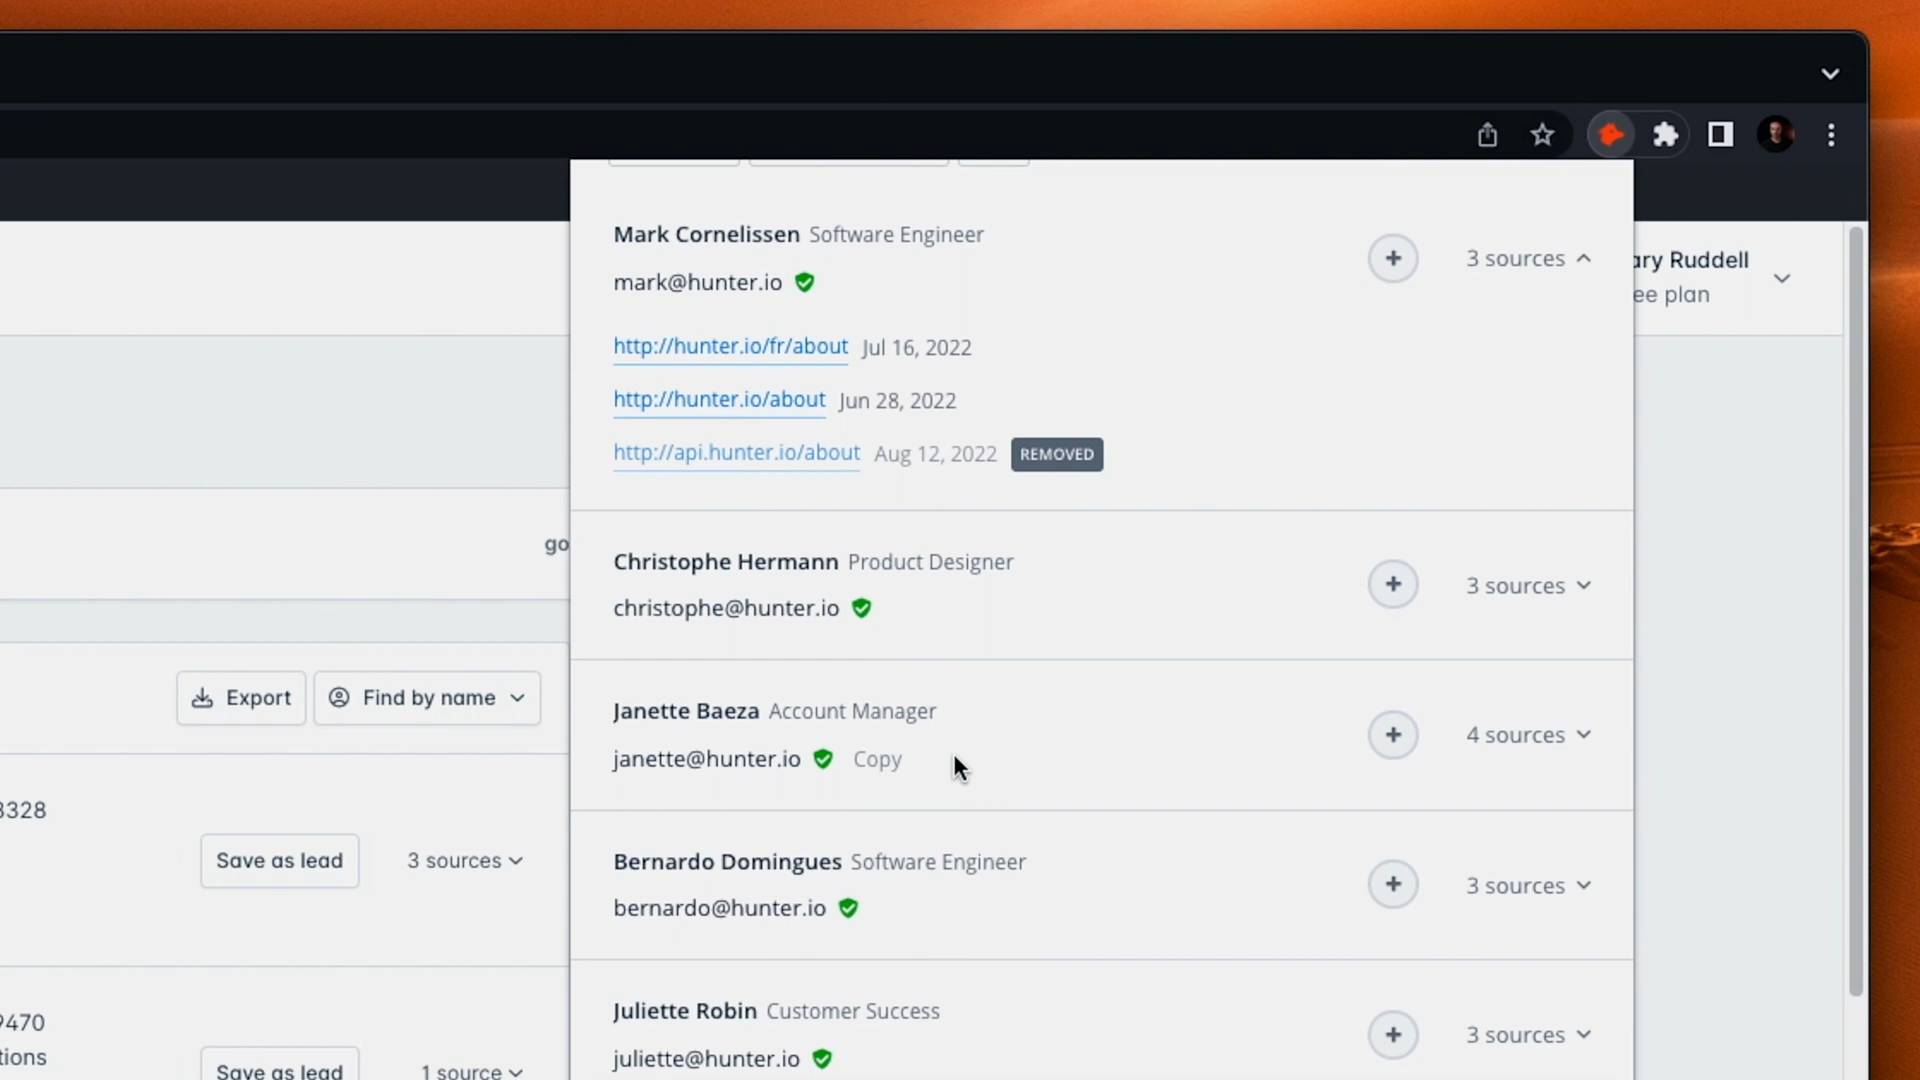 Mark Cornelissen Software Engineer
mark@hunter.io
3 sources
http://hunter.io/fr/about Jul 16, 2022
http://hunter.io/about Jun 28, 2022
http://api.hunter.io/about Aug 12, 2022 REMOVED
Christophe Hermann Product Designer
christophe@hunter.io
3 sources
Janette Baeza Account Manager
janette@hunter.io Copy
4 sources
Bernardo Domingues Software Engineer
bernardo@hunter.io
3 sources
Juliette Robin Customer Success
juliette@hunter.io
3 sources
ary Ruddell
ee plan
go
Export
Find by name
3328
Save as lead
3 sources
9470
tions
Save as lead
1 source